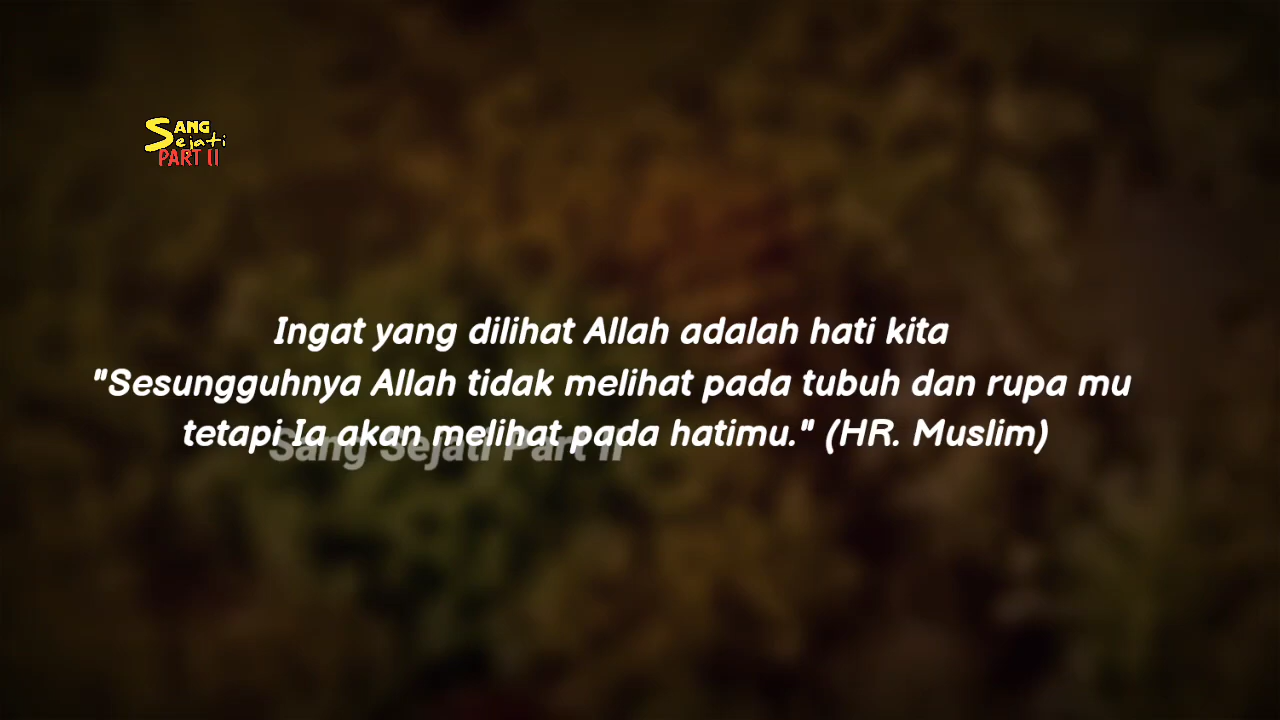 SANG
Sejati
PART II
Ingat yang dilihat Allah adalah hati kita
"Sesungguhnya Allah tidak melihat pada tubuh dan rupa mu
tetapi Ia akan melihat pada hatimu." (HR. Muslim)
Sang Sejati Part II